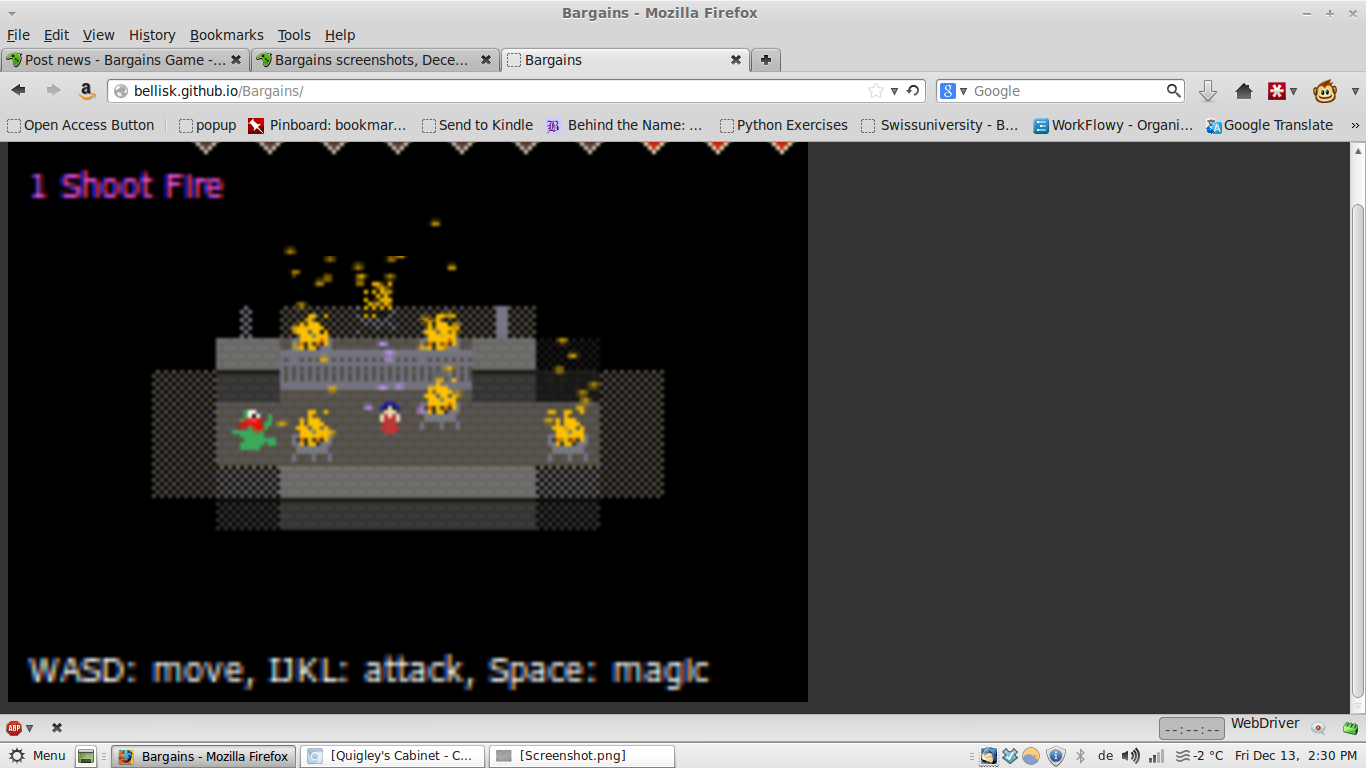 Bargains - Mozilla Firefox
File Edit View History Bookmarks Tools Help
Post news - Bargains Game -... Bargains screenshots, Dece... Bargains
bellisk.github.io/Bargains/ Google
Open Access Button popup Pinboard: bookmar... Send to Kindle Behind the Name: ... Python Exercises Swissuniversity - B... WorkFlowy - Organi... Google Translate »
1 Shoot Fire
WASD: move, IJKL: attack, Space: magic
ABP --:--:-- WebDriver
Menu Bargains - Mozilla Firefox [Quigley's Cabinet - C... [Screenshot.png] de -2 °C Fri Dec 13, 2:30 PM